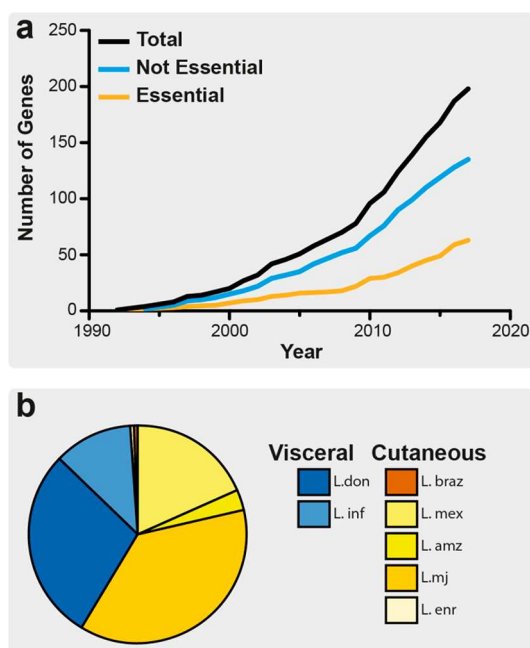 a
250
200
150
100
50
0
Number of Genes
Total
Not Essential
Essential
1990
2000
2010
2020
Year
b
Visceral
L.don
L. inf
Cutaneous
L. braz
L. mex
L. amz
L.mj
L. enr